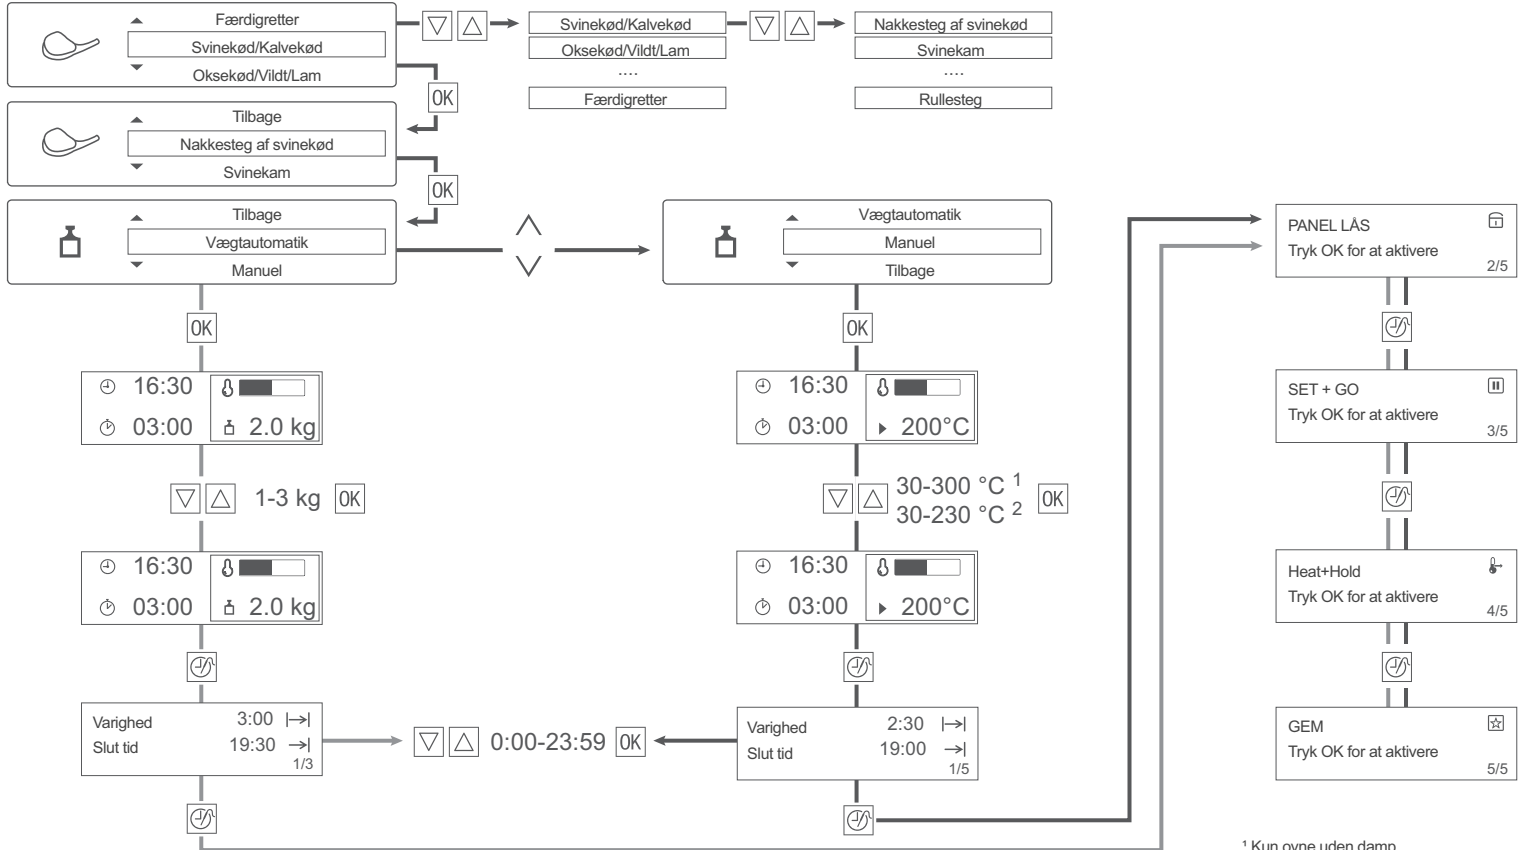 Færdigretter
Svinekød/Kalvekød
Oksekød/Vildt/Lam
OK
Svinekød/Kalvekød
Oksekød/Vildt/Lam
....
Færdigretter
Nakkesteg af svinekød
Svinekam
....
Rullesteg
Tilbage
Nakkesteg af svinekød
Svinekam
OK
Tilbage
Vægtautomatik
Manuel
Vægtautomatik
Manuel
Tilbage
OK
16:30
03:00
2.0 kg
1-3 kg OK
16:30
03:00
2.0 kg
Varighed 3:00
Slut tid 19:30
1/3
0:00-23:59 OK
OK
16:30
03:00
200°C
30-300 °C 1
30-230 °C 2
OK
16:30
03:00
200°C
Varighed 2:30
Slut tid 19:00
1/5
PANEL LÅS
Tryk OK for at aktivere
2/5
SET + GO
Tryk OK for at aktivere
3/5
Heat+Hold
Tryk OK for at aktivere
4/5
GEM
Tryk OK for at aktivere
5/5
1 Kun ovne uden damp